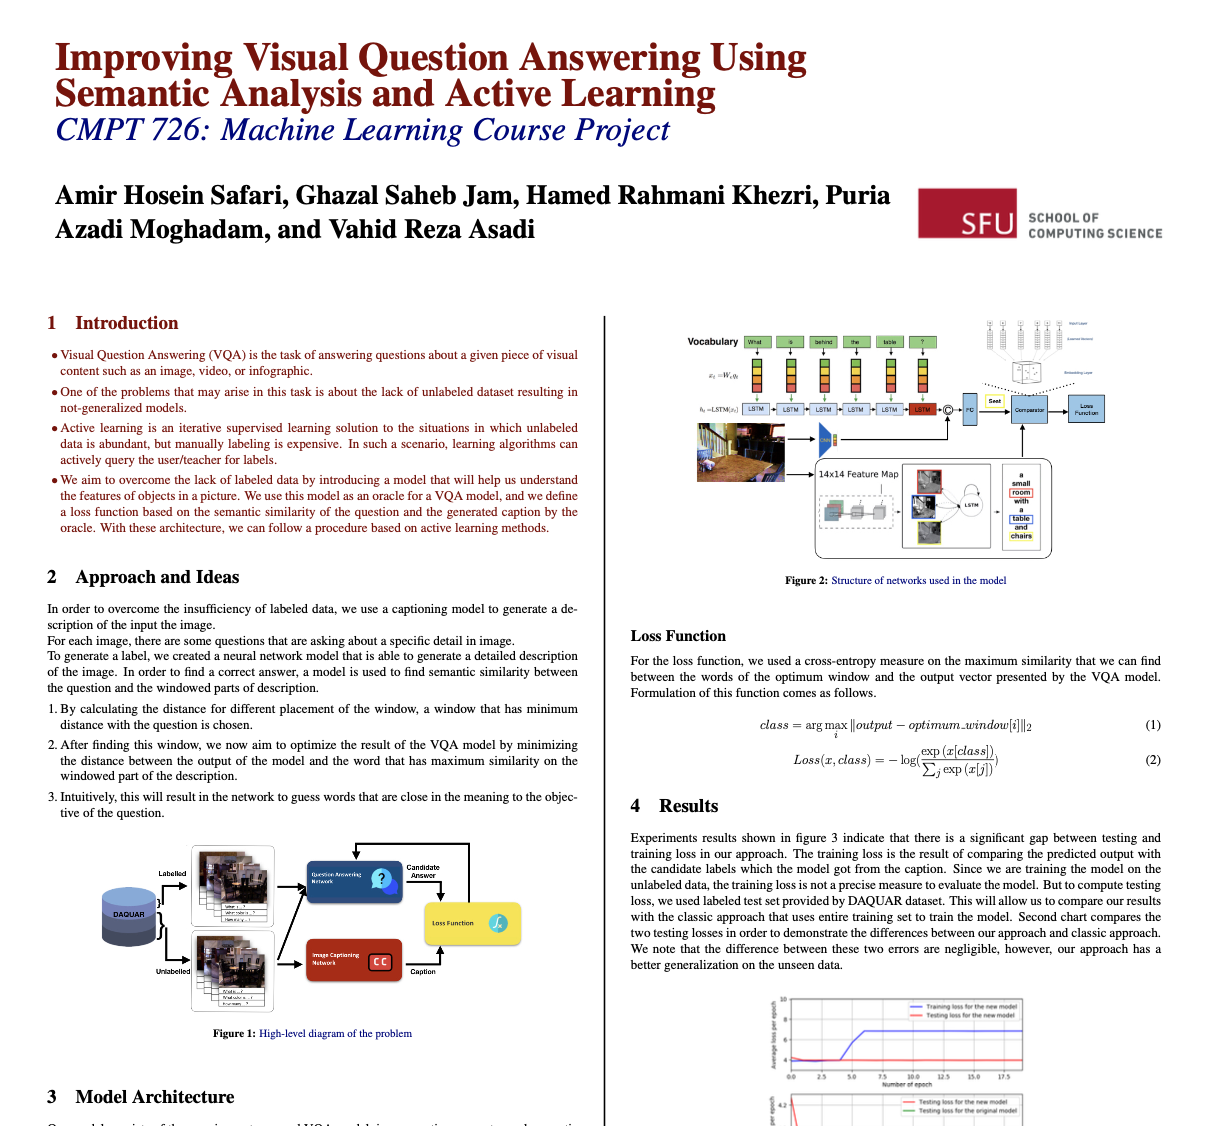 Improving Visual Question Answering Using
Semantic Analysis and Active Learning
CMPT 726: Machine Learning Course Project
Amir Hosein Safari, Ghazal Saheb Jam, Hamed Rahmani Khezri, Puria
Azadi Moghadam, and Vahid Reza Asadi
SFU
SCHOOL OF
COMPUTING SCIENCE
1 Introduction
• Visual Question Answering (VQA) is the task of answering questions about a given piece of visual
content such as an image, video, or infographic.
• One of the problems that may arise in this task is about the lack of unlabeled dataset resulting in
not-generalized models.
• Active learning is an iterative supervised learning solution to the situations in which unlabeled
data is abundant, but manually labeling is expensive. In such a scenario, learning algorithms can
actively query the user/teacher for labels.
• We aim to overcome the lack of labeled data by introducing a model that will help us understand
the features of objects in a picture. We use this model as an oracle for a VQA model, and we define
a loss function based on the semantic similarity of the question and the generated caption by the
oracle. With these architecture, we can follow a procedure based on active learning methods.
2 Approach and Ideas
In order to overcome the insufficiency of labeled data, we use a captioning model to generate a de-
scription of the input the image.
For each image, there are some questions that are asking about a specific detail in image.
To generate a label, we created a neural network model that is able to generate a detailed description
of the image. In order to find a correct answer, a model is used to find semantic similarity between
the question and the windowed parts of description.
1. By calculating the distance for different placement of the window, a window that has minimum
distance with the question is chosen.
2. After finding this window, we now aim to optimize the result of the VQA model by minimizing
the distance between the output of the model and the word that has maximum similarity on the
windowed part of the description.
3. Intuitively, this will result in the network to guess words that are close in the meaning to the objec-
tive of the question.
DAQUAR
Labelled
Unlabelled
What is ... ?
What color is ... ?
How many ... ?
What is ... ?
What color is ... ?
How many ... ?
Question Answering
Network
Image Captioning
Network
CC
Candidate
Answer
Caption
Loss Function
Figure 1: High-level diagram of the problem
3 Model Architecture
Vocabulary What is behind the table ?
LSTM LSTM LSTM LSTM LSTM LSTM
FC
Seat
Comparator
Loss
Function
Input Layer
Embedding Layer
14x14 Feature Map
LSTM
a
small
room
with
a
table
and
chairs
Figure 2: Structure of networks used in the model
Loss Function
For the loss function, we used a cross-entropy measure on the maximum similarity that we can find
between the words of the optimum window and the output vector presented by the VQA model.
Formulation of this function comes as follows.
class = arg max_i ‖output − optimum_window[i]‖₂ (1)
Loss(x, class) = − log(exp (x[class]) / ∑_j exp (x[j])) (2)
4 Results
Experiments results shown in figure 3 indicate that there is a significant gap between testing and
training loss in our approach. The training loss is the result of comparing the predicted output with
the candidate labels which the model got from the caption. Since we are training the model on the
unlabeled data, the training loss is not a precise measure to evaluate the model. But to compute testing
loss, we used labeled test set provided by DAQUAR dataset. This will allow us to compare our results
with the classic approach that uses entire training set to train the model. Second chart compares the
two testing losses in order to demonstrate the differences between our approach and classic approach.
We note that the difference between these two errors are negligible, however, our approach has a
better generalization on the unseen data.
Average loss per epoch
10
8
6
4
Training loss for the new model
Testing loss for the new model
0.0 2.5 5.0 7.5 10.0 12.5 15.0 17.5
Number of epoch
4.2
per epoch
Testing loss for the new model
Testing loss for the original model